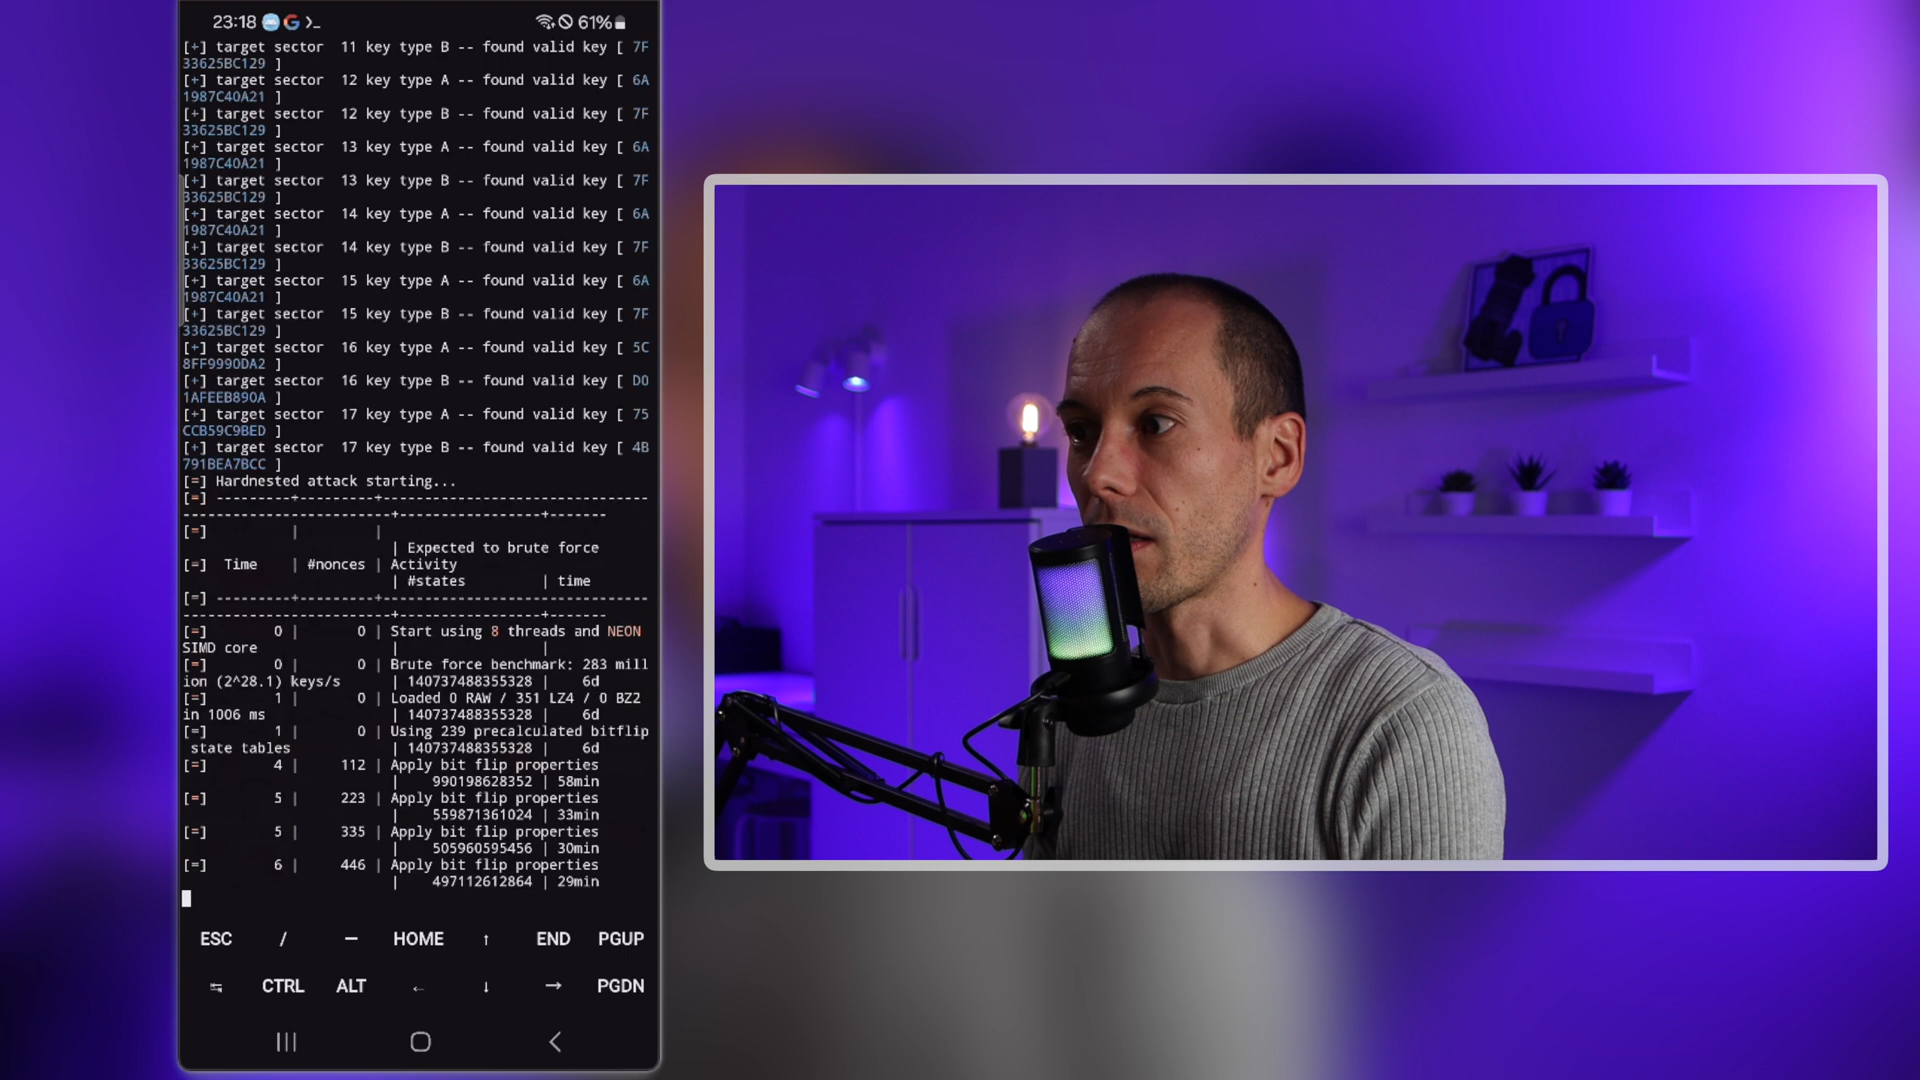 23:18 G >_ 61%
[+] target sector 11 key type B -- found valid key [ 7F
33625BC129 ]
[+] target sector 12 key type A -- found valid key [ 6A
1987C40A21 ]
[+] target sector 12 key type B -- found valid key [ 7F
33625BC129 ]
[+] target sector 13 key type A -- found valid key [ 6A
1987C40A21 ]
[+] target sector 13 key type B -- found valid key [ 7F
33625BC129 ]
[+] target sector 14 key type A -- found valid key [ 6A
1987C40A21 ]
[+] target sector 14 key type B -- found valid key [ 7F
33625BC129 ]
[+] target sector 15 key type A -- found valid key [ 6A
1987C40A21 ]
[+] target sector 15 key type B -- found valid key [ 7F
33625BC129 ]
[+] target sector 16 key type A -- found valid key [ 5C
8FF9990DA2 ]
[+] target sector 16 key type B -- found valid key [ D0
1AFEEB890A ]
[+] target sector 17 key type A -- found valid key [ 75
CCB59C9BED ]
[+] target sector 17 key type B -- found valid key [ 4B
791BEA7BCC ]
[=] Hardnested attack starting...
[=] ---------+---------+--------------------------------
-------------------------+-----------------+-------
[=] | |
| Expected to brute force
[=] Time | #nonces | Activity
| #states | time
[=] ---------+---------+--------------------------------
-------------------------+-----------------+-------
[=] 0 | 0 | Start using 8 threads and NEON
SIMD core | |
[=] 0 | 0 | Brute force benchmark: 283 mill
ion (2^28.1) keys/s | 140737488355328 | 6d
[=] 1 | 0 | Loaded 0 RAW / 351 LZ4 / 0 BZ2
in 1006 ms | 140737488355328 | 6d
[=] 1 | 0 | Using 239 precalculated bitflip
state tables | 140737488355328 | 6d
[=] 4 | 112 | Apply bit flip properties
| 990198628352 | 58min
[=] 5 | 223 | Apply bit flip properties
| 559871361024 | 33min
[=] 5 | 335 | Apply bit flip properties
| 505960595456 | 30min
[=] 6 | 446 | Apply bit flip properties
| 497112612864 | 29min
ESC / — HOME ↑ END PGUP
⇆ CTRL ALT ← ↓ → PGDN